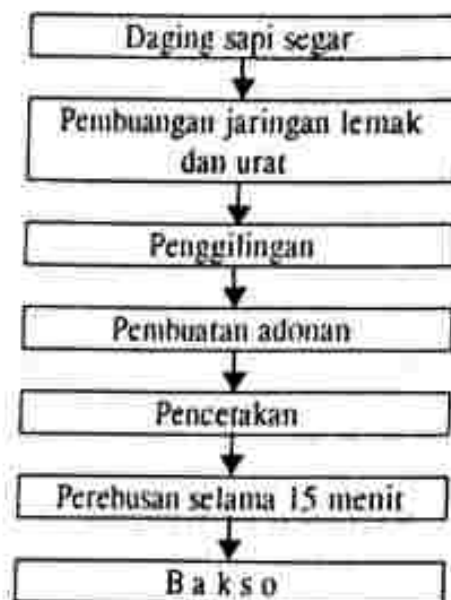 Daging sapi segar
Pembuangan jaringan lemak
dan urat
Penggilingan
Pembuatan adonan
Pencetakan
Perebusan selama 15 menit
B a k s o